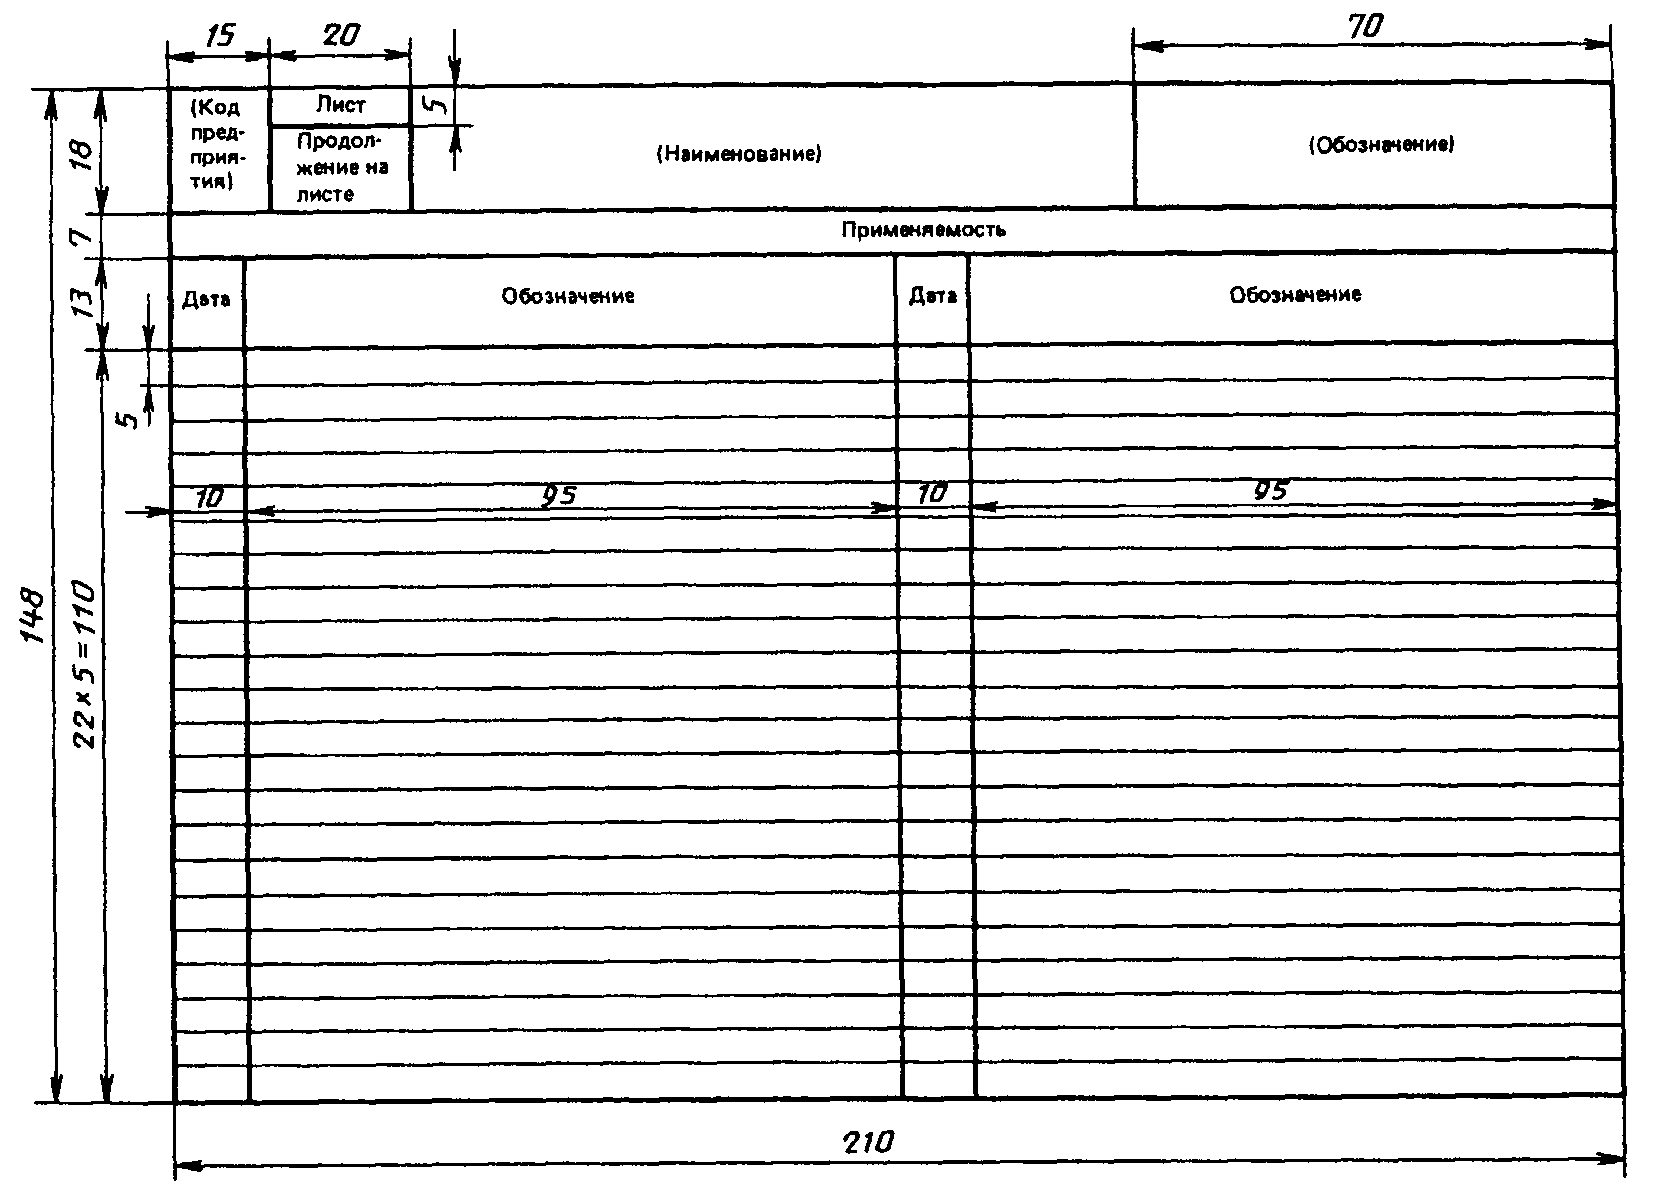 15
20
70
(Код
пред-
прия-
тия)
Лист
5
Продол-
жение на
листе
(Наименование)
(Обозначение)
18
7
Применяемость
13
Дата
Обозначение
Дата
Обозначение
5
10
95
10
95
148
22 × 5 = 110
210